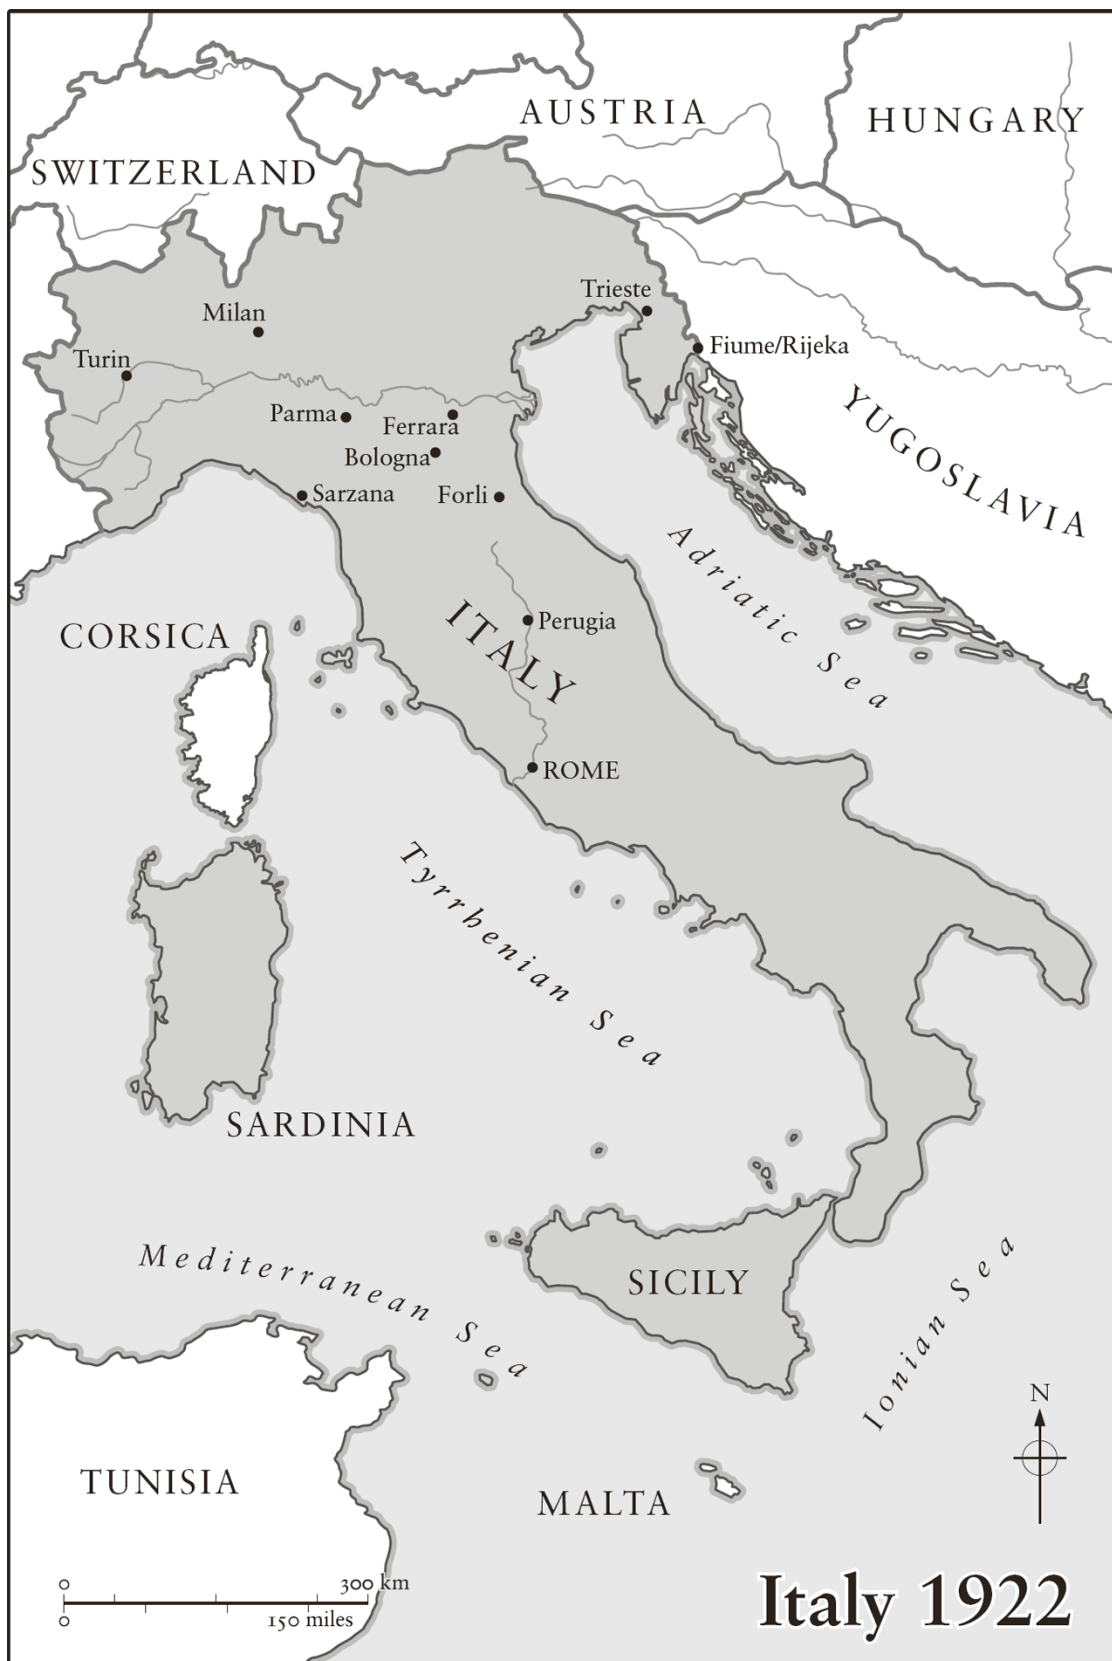 AUSTRIA
HUNGARY
SWITZERLAND
Trieste
Milan
Fiume/Rijeka
Turin
YUGOSLAVIA
Parma
Ferrara
Bologna
Sarzana
Forli
Adriatic Sea
ITALY
Perugia
CORSICA
ROME
Tyrrhenian Sea
SARDINIA
Mediterranean Sea
SICILY
Ionian Sea
N
TUNISIA
MALTA
0 300 km
0 150 miles
Italy 1922